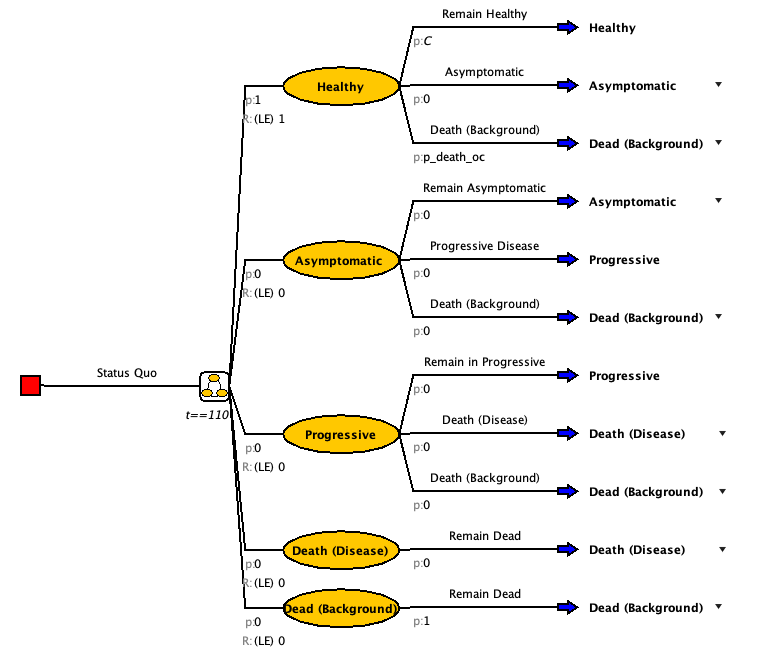 Remain Healthy
Healthy
p:C
Asymptomatic
Healthy
Asymptomatic
p:1
p:0
R:(LE) 1
Death (Background)
Dead (Background)
p:p_death_oc
Remain Asymptomatic
Asymptomatic
p:0
Progressive Disease
Asymptomatic
Progressive
p:0
p:0
R:(LE) 0
Death (Background)
Dead (Background)
p:0
Remain in Progressive
Progressive
Status Quo
p:0
t==110
Death (Disease)
Progressive
Death (Disease)
p:0
p:0
R:(LE) 0
Death (Background)
Dead (Background)
p:0
Remain Dead
Death (Disease)
Death (Disease)
p:0
p:0
R:(LE) 0
Remain Dead
Dead (Background)
Dead (Background)
p:0
p:1
R:(LE) 0